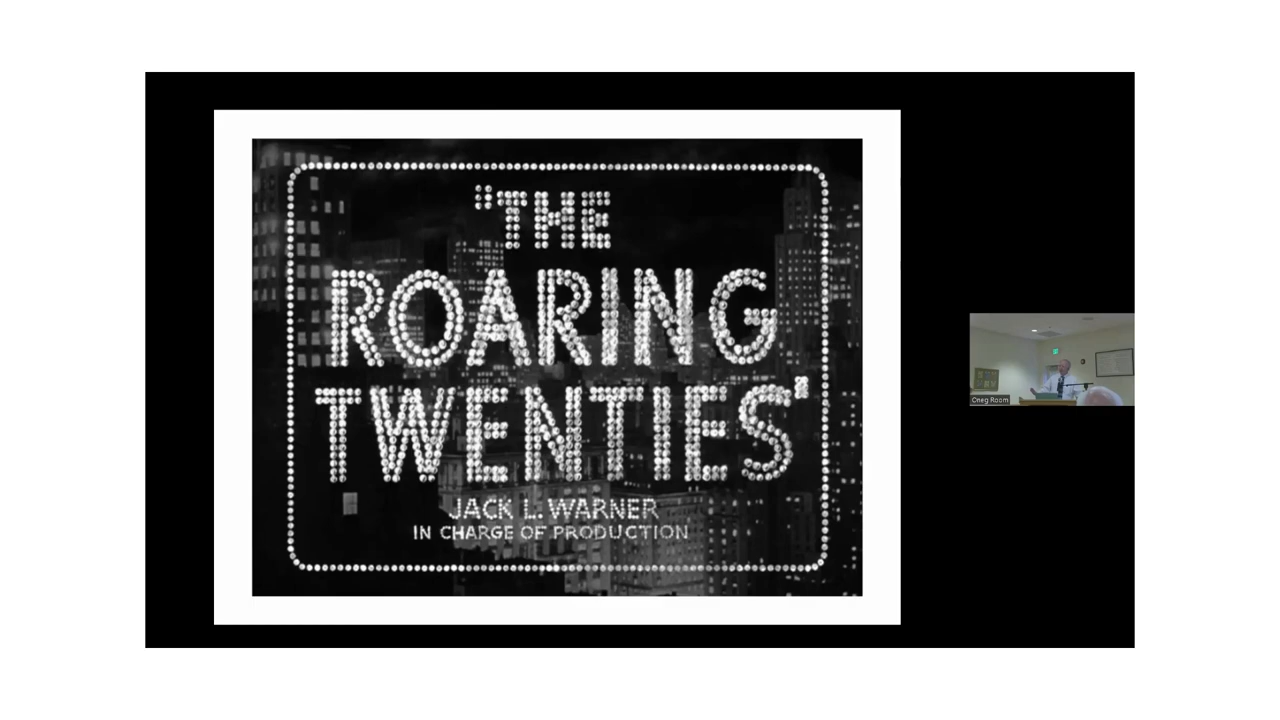 "THE
ROARING
TWENTIES"
JACK L. WARNER
IN CHARGE OF PRODUCTION
Oneg Room